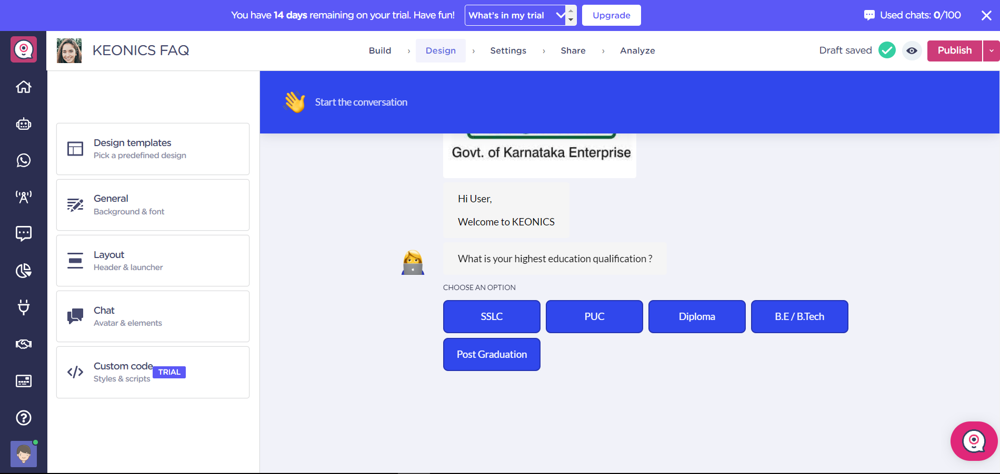 You have 14 days remaining on your trial. Have fun! What's in my trial Upgrade Used chats: 0/100
KEONICS FAQ Build Design Settings Share Analyze Draft saved Publish
Start the conversation
Design templates
Pick a predefined design
General
Background & font
Layout
Header & launcher
Chat
Avatar & elements
Custom code TRIAL
Styles & scripts
Govt. of Karnataka Enterprise
Hi User,
Welcome to KEONICS
What is your highest education qualification ?
CHOOSE AN OPTION
SSLC PUC Diploma B.E / B.Tech
Post Graduation